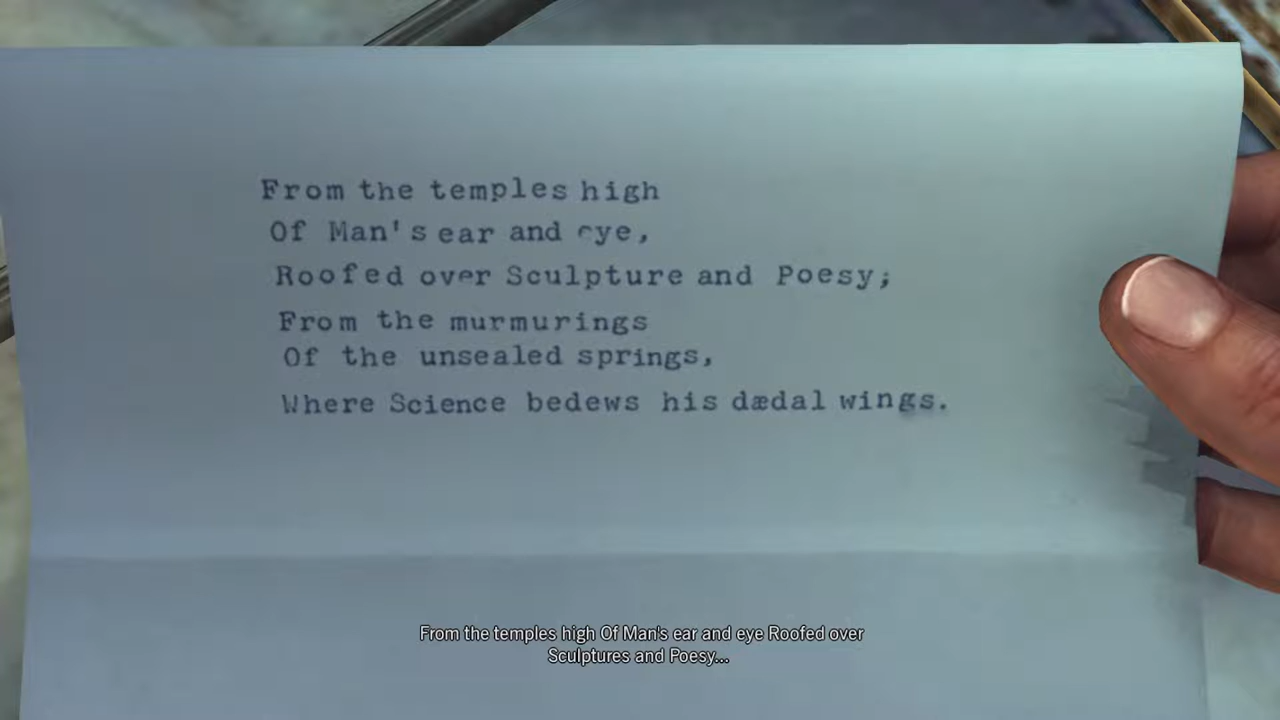 From the temples high
Of Man's ear and eye,
Roofed over Sculpture and Poesy;
From the murmurings
Of the unsealed springs,
Where Science bedews his dædal wings.
From the temples high Of Man's ear and eye Roofed over
Sculptures and Poesy...